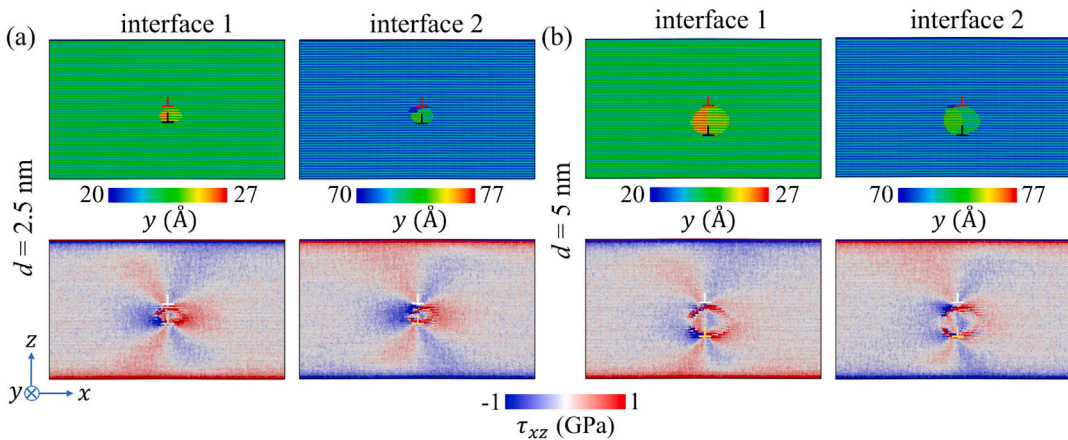 (a) interface 1 interface 2 (b) interface 1 interface 2
d = 2.5 nm
d = 5 nm
20 27 70 77 20 27 70 77
y (Å) y (Å) y (Å) y (Å)
z
y x
-1 1
τxz (GPa)